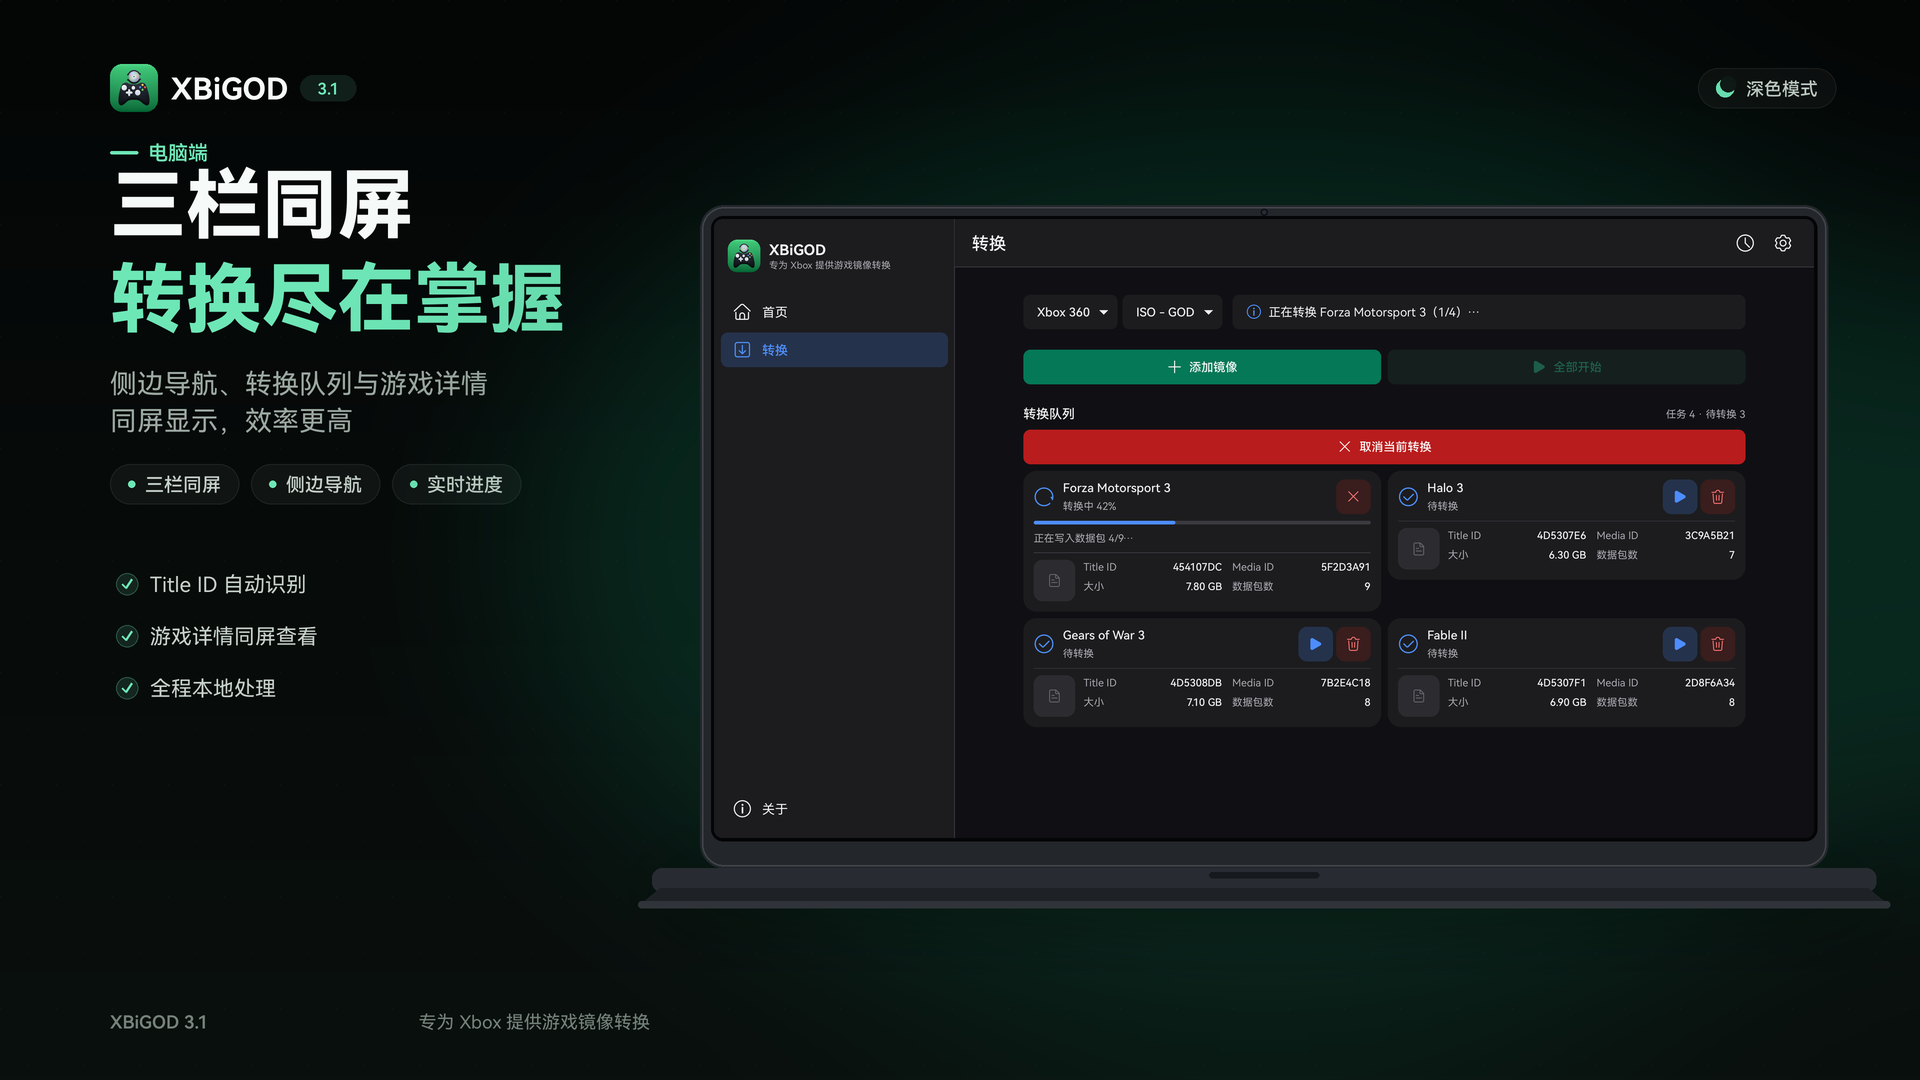 XBiGOD 3.1
深色模式
电脑端
三栏同屏
转换尽在掌握
侧边导航、转换队列与游戏详情
同屏显示，效率更高
三栏同屏
侧边导航
实时进度
Title ID 自动识别
游戏详情同屏查看
全程本地处理
XBiGOD
专为 Xbox 提供游戏镜像转换
首页
转换
关于
转换
Xbox 360
ISO – GOD
正在转换 Forza Motorsport 3（1/4）···
添加镜像
全部开始
转换队列
任务 4 · 待转换 3
取消当前转换
Forza Motorsport 3
转换中 42%
正在写入数据包 4/9···
Title ID 454107DC Media ID 5F2D3A91
大小 7.80 GB 数据包数 9
Halo 3
待转换
Title ID 4D5307E6 Media ID 3C9A5B21
大小 6.30 GB 数据包数 7
Gears of War 3
待转换
Title ID 4D5308DB Media ID 7B2E4C18
大小 7.10 GB 数据包数 8
Fable II
待转换
Title ID 4D5307F1 Media ID 2D8F6A34
大小 6.90 GB 数据包数 8
XBiGOD 3.1
专为 Xbox 提供游戏镜像转换